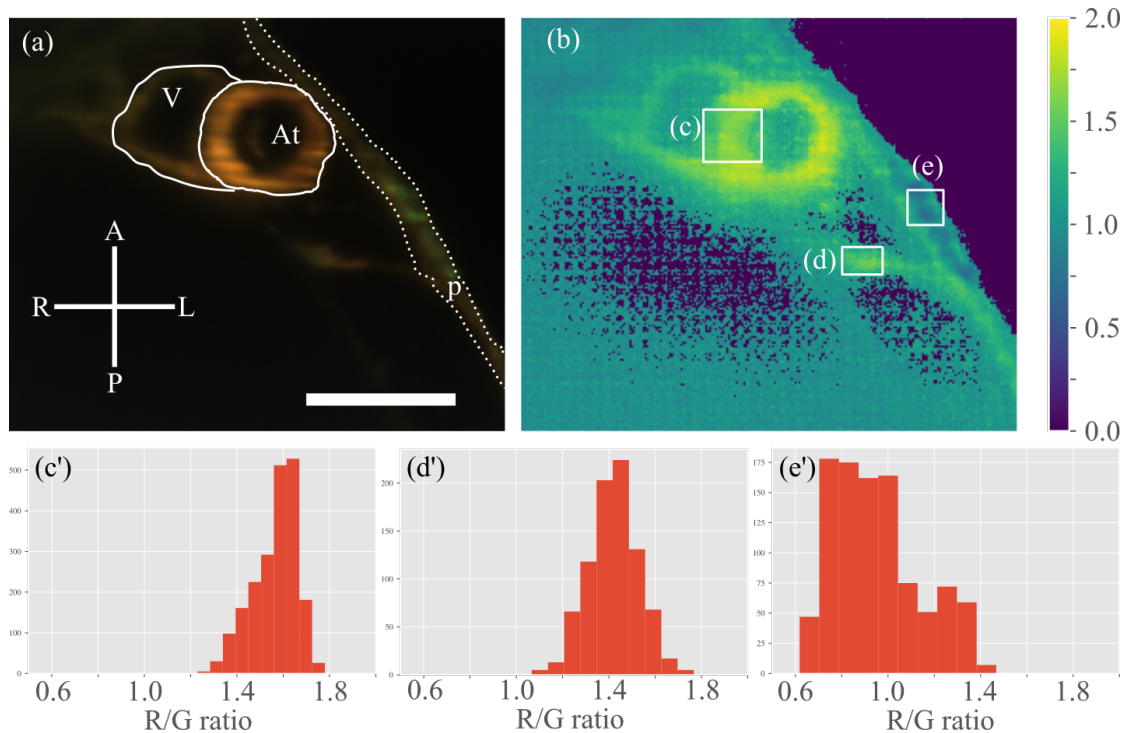 (a)
V
At
A
R
L
P
p
(b)
(c)
(e)
(d)
2.0
1.5
1.0
0.5
0.0
(c')
500
400
300
200
100
0
0.6 1.0 1.4 1.8
R/G ratio
(d')
200
150
100
50
0
0.6 1.0 1.4 1.8
R/G ratio
(e')
175
150
125
100
75
50
25
0
0.6 1.0 1.4 1.8
R/G ratio